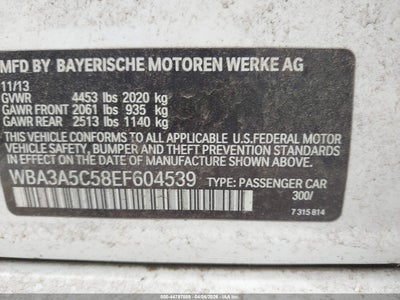 MFD BY BAYERISCHE MOTOREN WERKE AG
11/13
GVWR 4453 lbs 2020 kg
GAWR FRONT 2061 lbs 935 kg
GAWR REAR 2513 lbs 1140 kg
THIS VEHICLE CONFORMS TO ALL APPLICABLE U.S.FEDERAL MOTOR
VEHICLE SAFETY, BUMPER, AND THEFT PREVENTION STANDARDS
IN EFFECT ON THE DATE OF MANUFACTURE SHOWN ABOVE.
WBA3A5C58EF604539 TYPE: PASSENGER CAR
300/
7 315 814